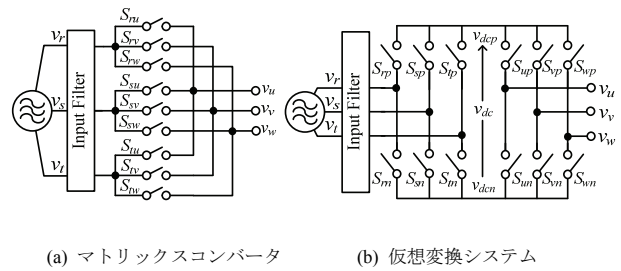 S_ru
S_rv
S_rw
v_r
S_su
S_sv
S_sw
v_s
v_t
Input Filter
S_tu
S_tv
S_tw
v_u
v_v
v_w
v_dcp
S_rp
S_sp
S_tp
S_up
S_vp
S_wp
v_r
v_s
v_t
Input Filter
v_dc
v_u
v_v
v_w
S_rn
S_sn
S_tn
S_un
S_vn
S_wn
v_dcn
(a) マトリックスコンバータ
(b) 仮想変換システム